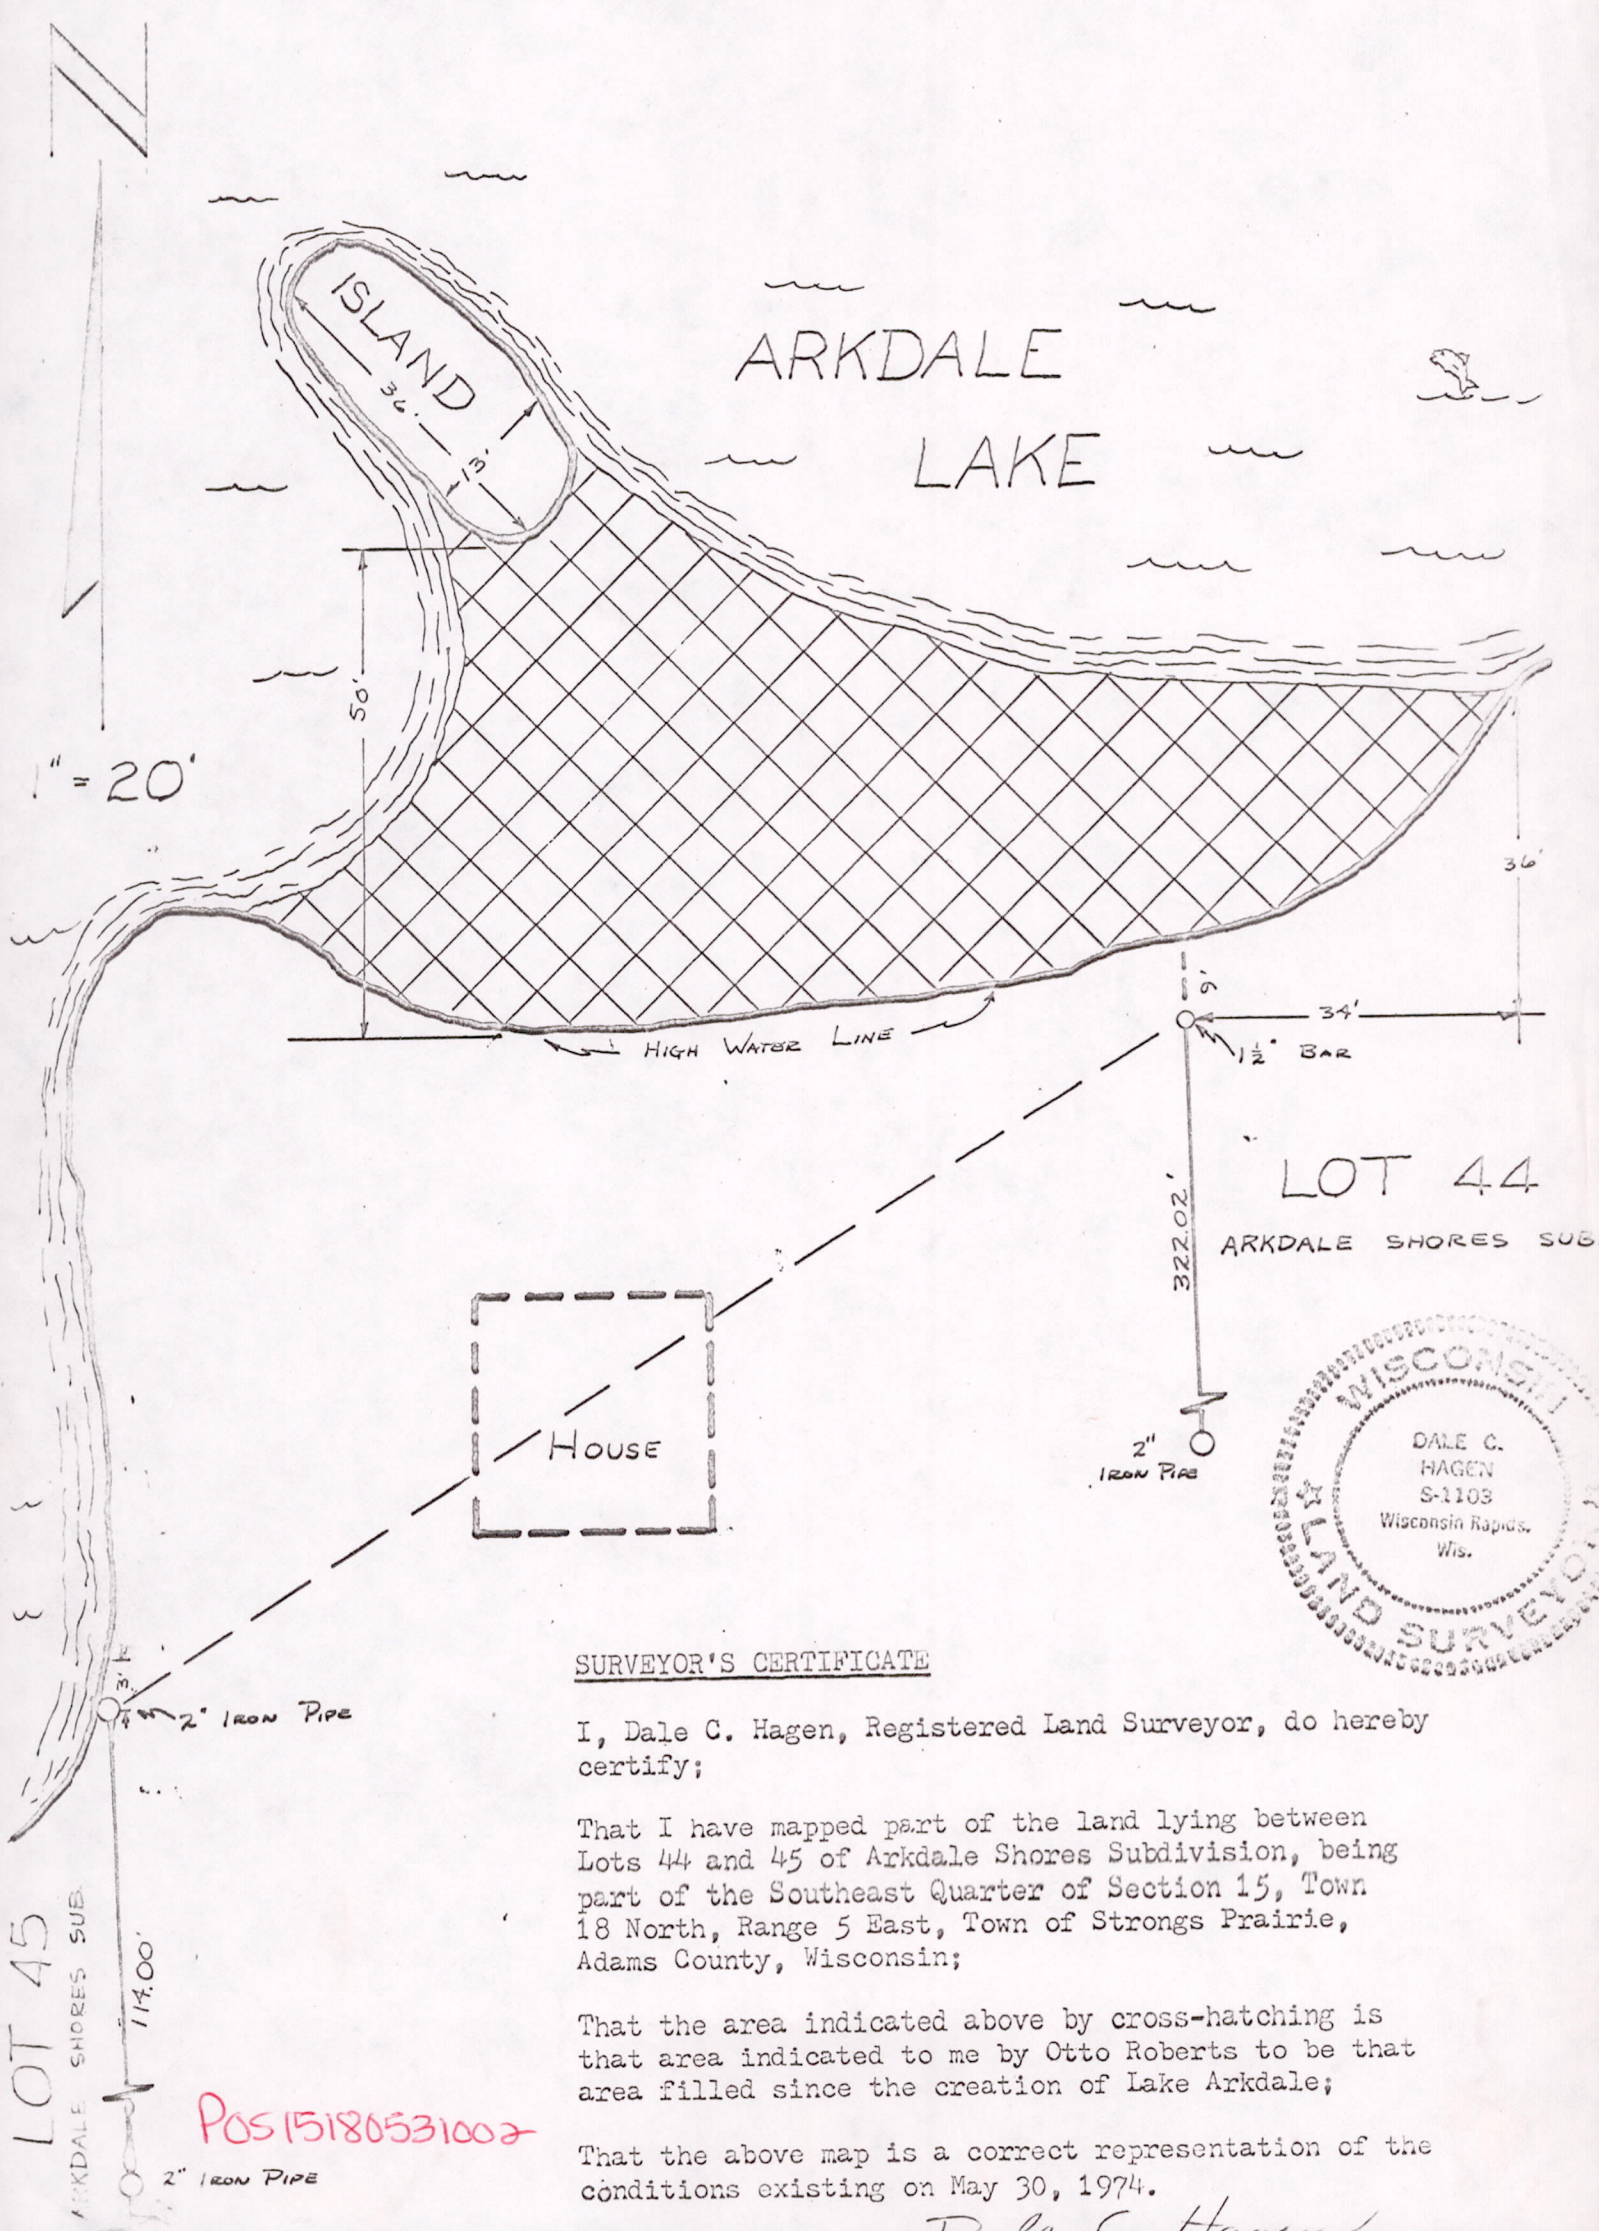 N
ISLAND
36'
13'
ARKDALE
LAKE
50'
1" = 20'
36'
9'
34'
1½" BAR
HIGH WATER LINE
LOT 44
ARKDALE SHORES SUB
322.02'
2"
IRON PIPE
WISCONSIN
LAND SURVEYOR
DALE C.
HAGEN
S-1103
Wisconsin Rapids,
Wis.
HOUSE
3'
2" IRON PIPE
SURVEYOR'S CERTIFICATE
I, Dale C. Hagen, Registered Land Surveyor, do hereby
certify;
That I have mapped part of the land lying between
Lots 44 and 45 of Arkdale Shores Subdivision, being
part of the Southeast Quarter of Section 15, Town
18 North, Range 5 East, Town of Strongs Prairie,
Adams County, Wisconsin;
That the area indicated above by cross-hatching is
that area indicated to me by Otto Roberts to be that
area filled since the creation of Lake Arkdale;
That the above map is a correct representation of the
conditions existing on May 30, 1974.
LOT 45
ARKDALE SHORES SUB
114.00'
POS15180531002
2" IRON PIPE